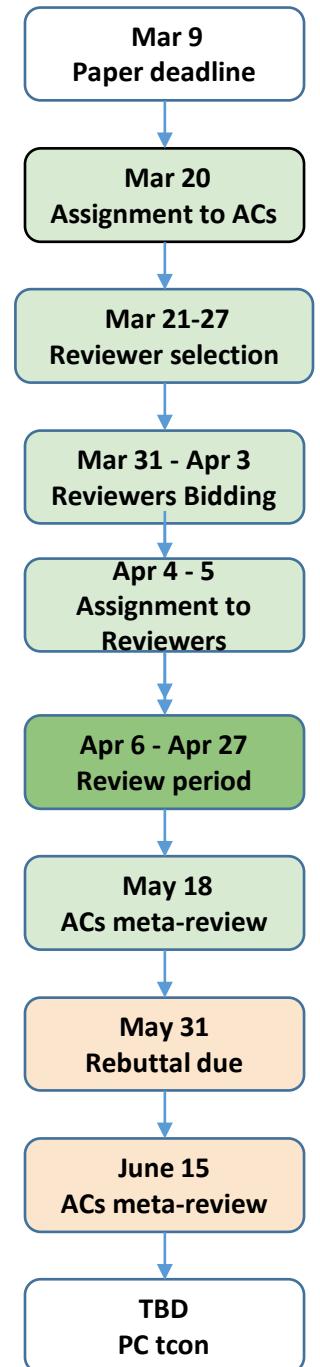 Mar 9
Paper deadline
Mar 20
Assignment to ACs
Mar 21-27
Reviewer selection
Mar 31 - Apr 3
Reviewers Bidding
Apr 4 - 5
Assignment to
Reviewers
Apr 6 - Apr 27
Review period
May 18
ACs meta-review
May 31
Rebuttal due
June 15
ACs meta-review
TBD
PC tcon